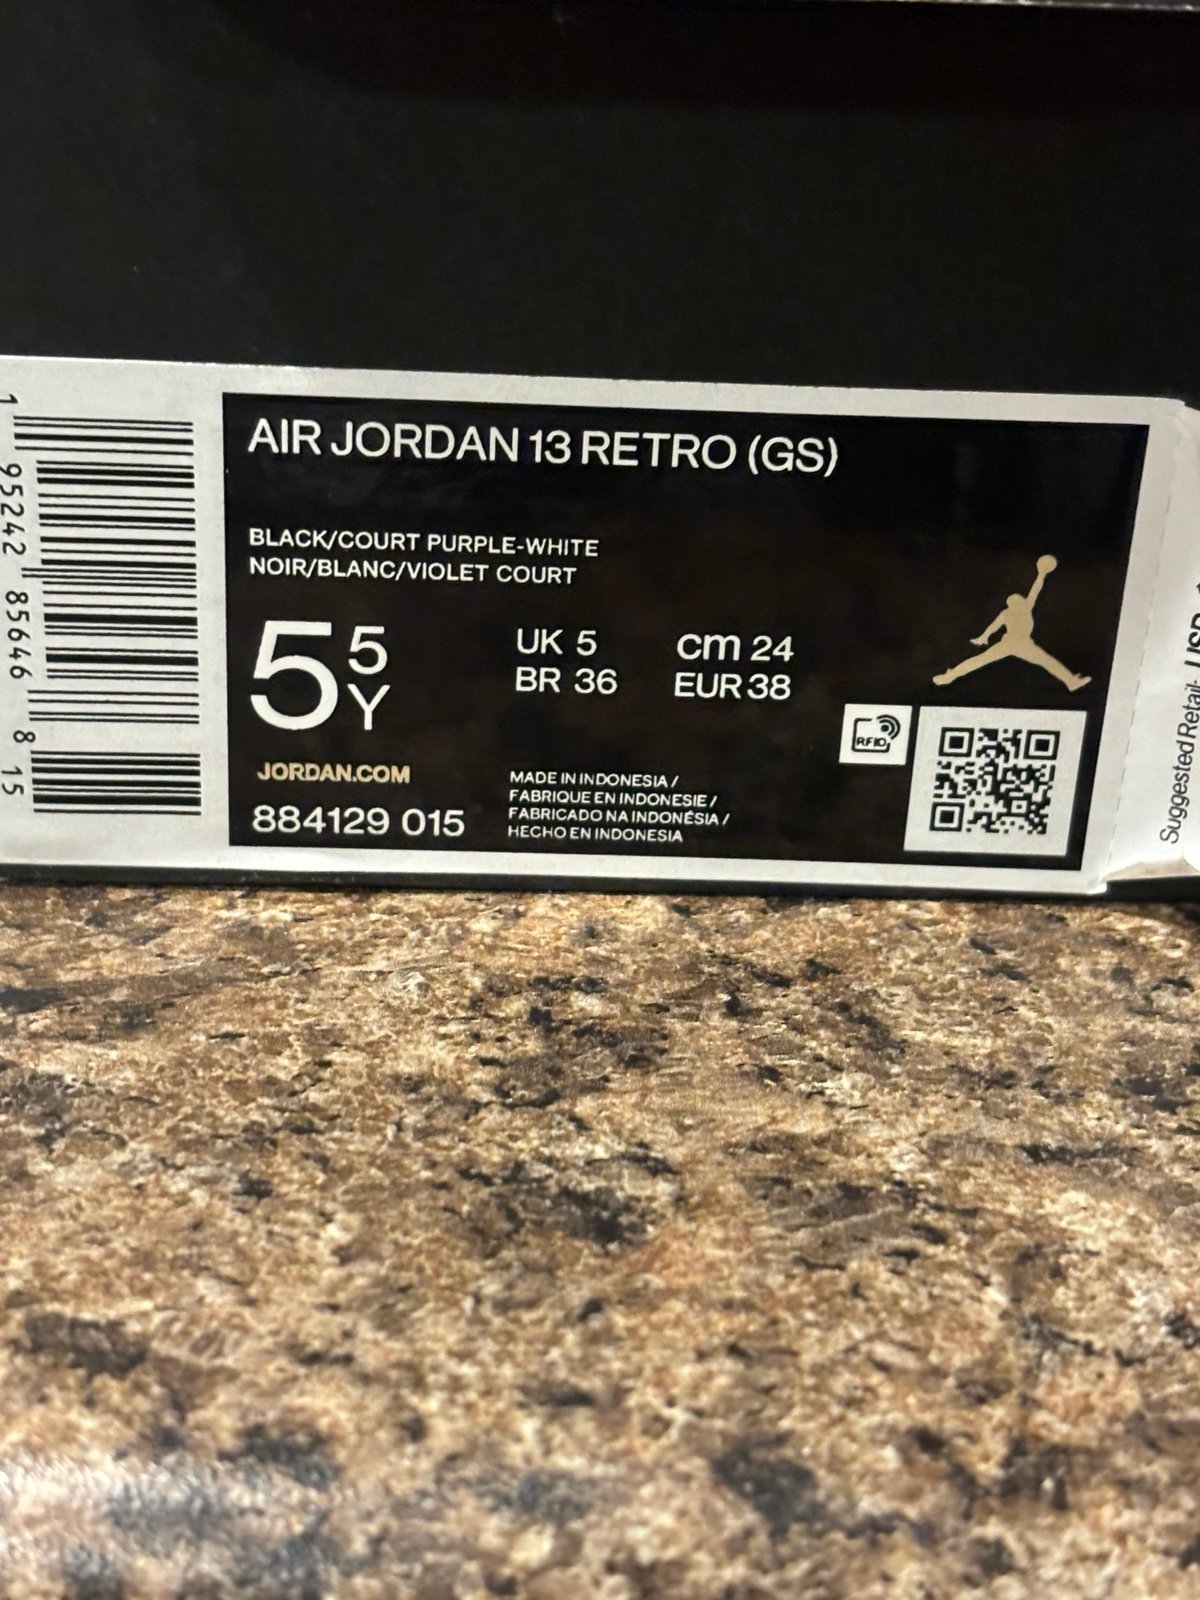 AIR JORDAN 13 RETRO (GS)
BLACK/COURT PURPLE-WHITE
NOIR/BLANC/VIOLET COURT
5 5Y
UK 5
BR 36
cm 24
EUR 38
JORDAN.COM
884129 015
MADE IN INDONESIA /
FABRIQUE EN INDONESIE /
FABRICADO NA INDONÉSIA /
HECHO EN INDONESIA
RFID
1 95242 85646 8 15
Suggested Retail- USD